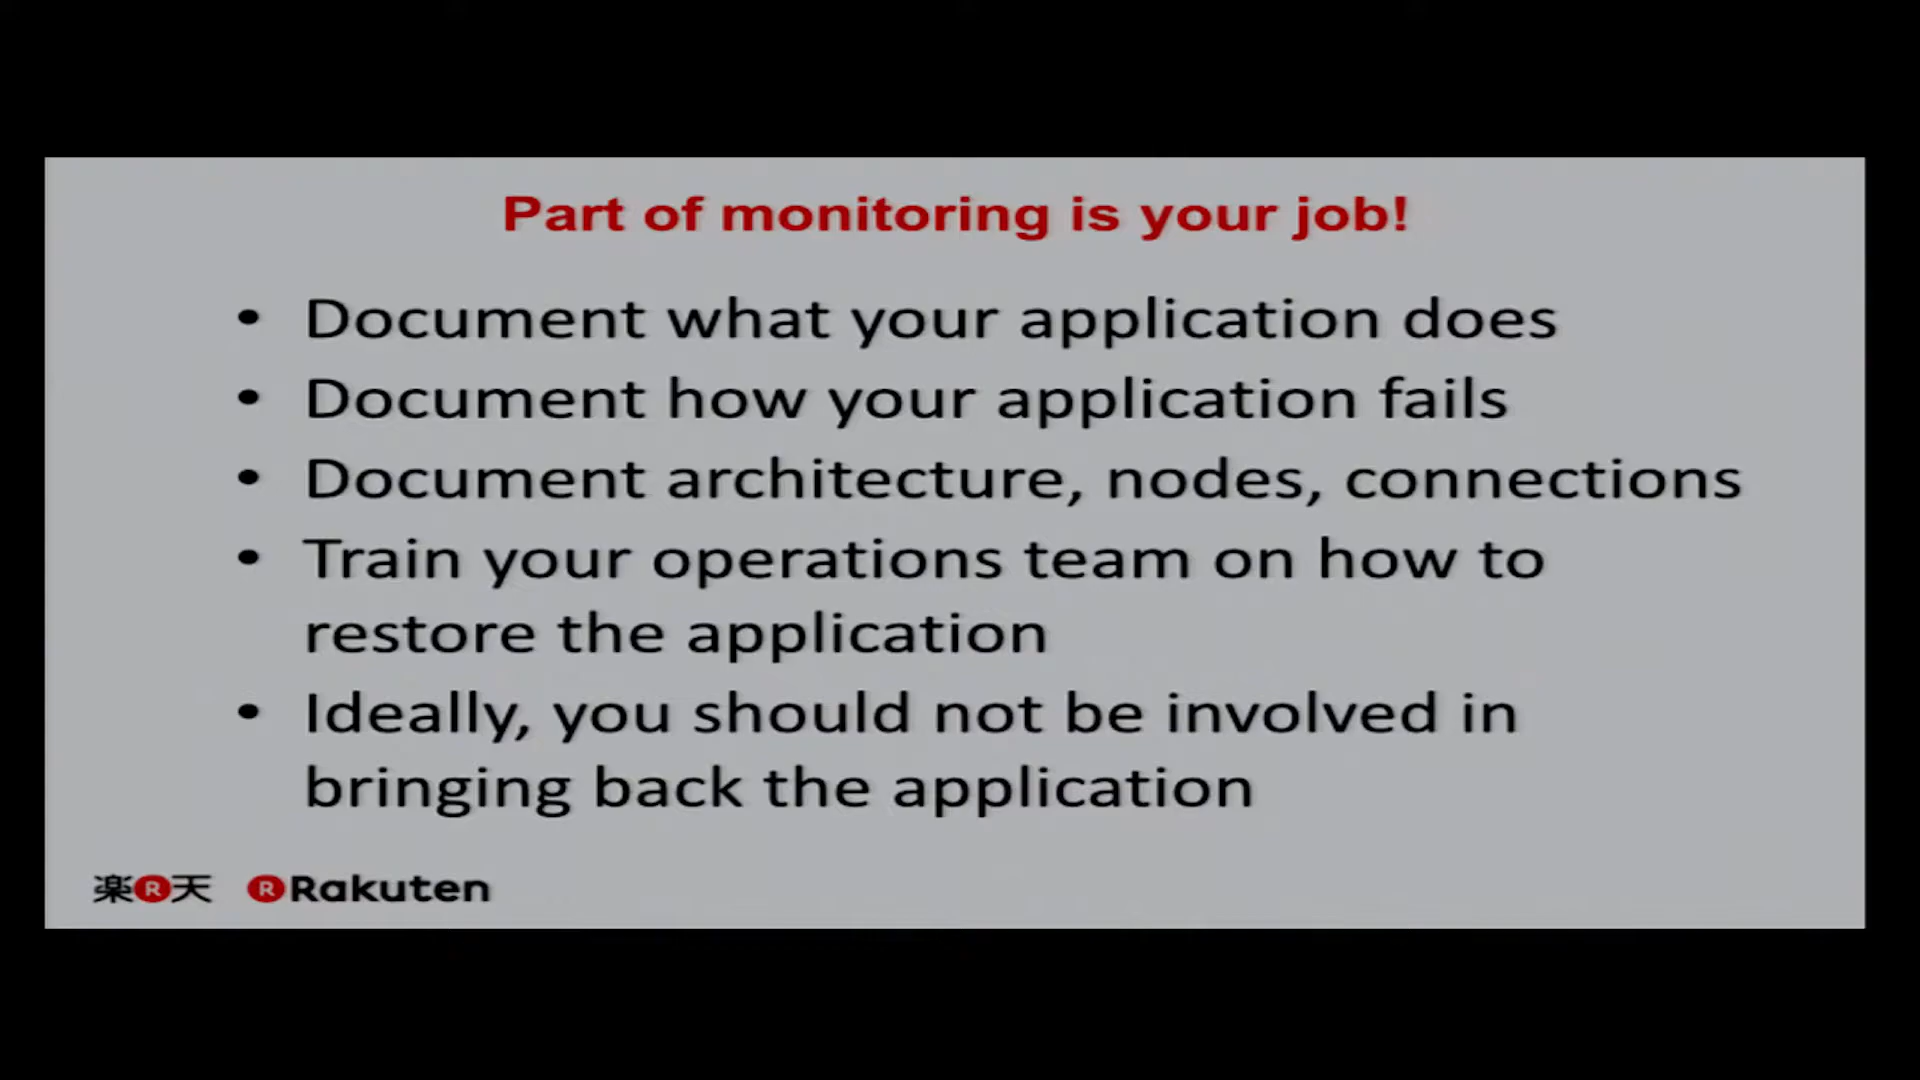 Part of monitoring is your job!
• Document what your application does
• Document how your application fails
• Document architecture, nodes, connections
• Train your operations team on how to
restore the application
• Ideally, you should not be involved in
bringing back the application
楽R天 R Rakuten